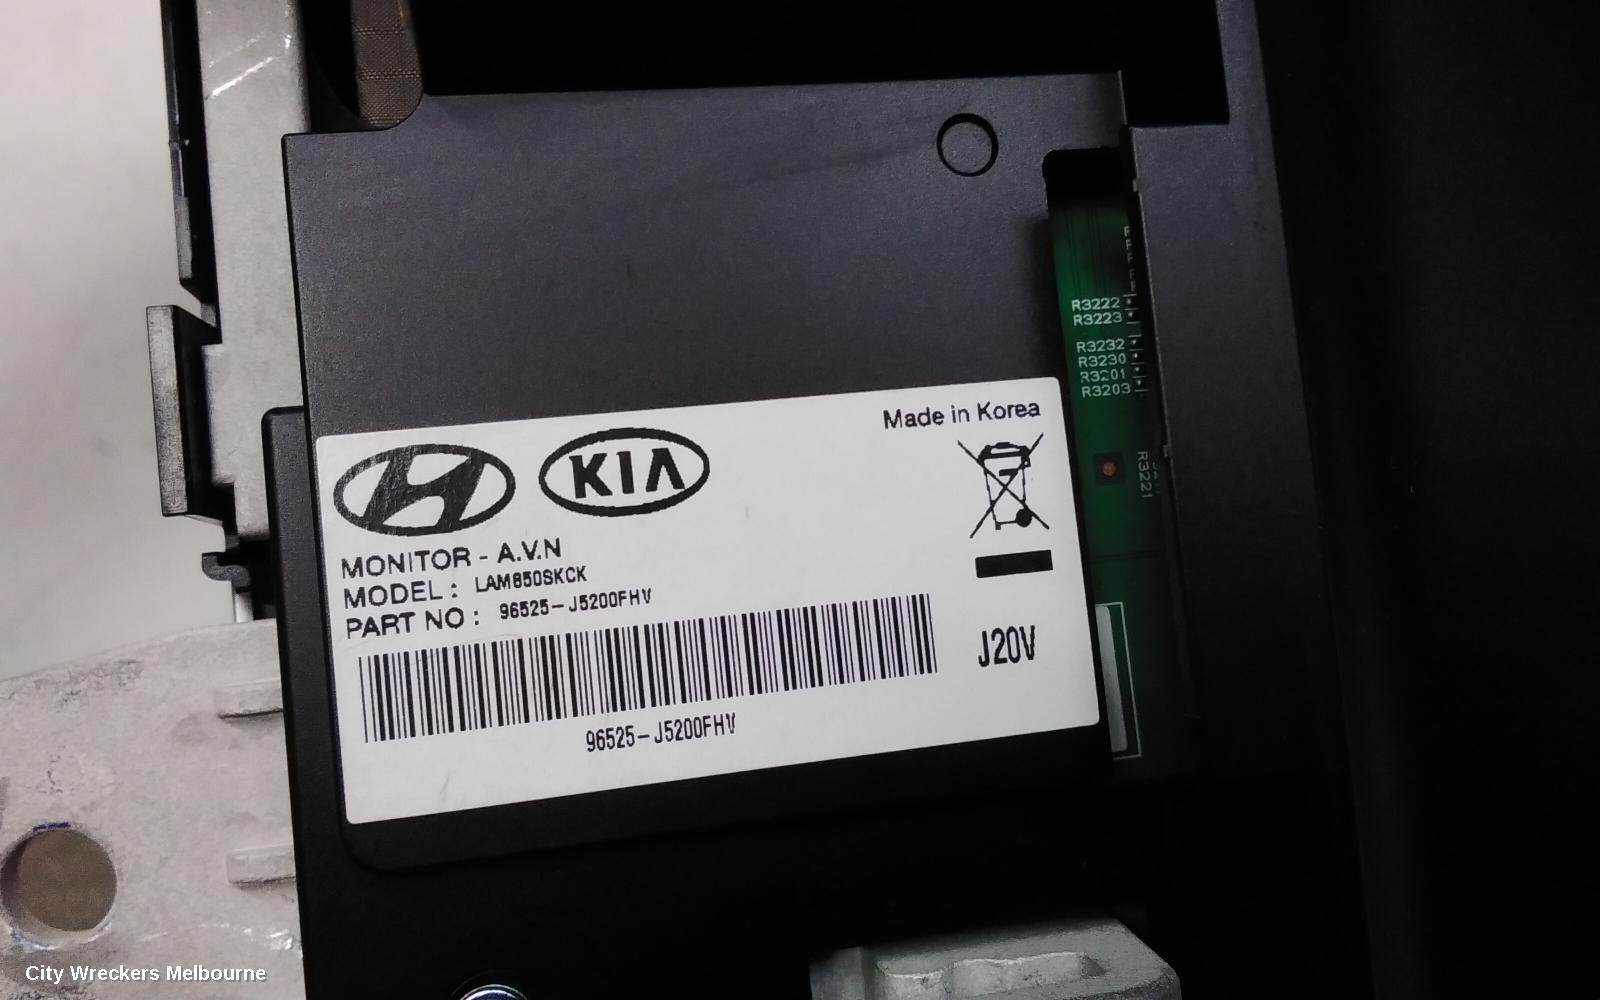 R3222
R3223
R3232
R3230
R3201
R3203
R3221
Made in Korea
KIA
MONITOR - A.V.N
MODEL : LAM850SKCK
PART NO : 96525-J5200FHV
J20V
96525-J5200FHV
City Wreckers Melbourne